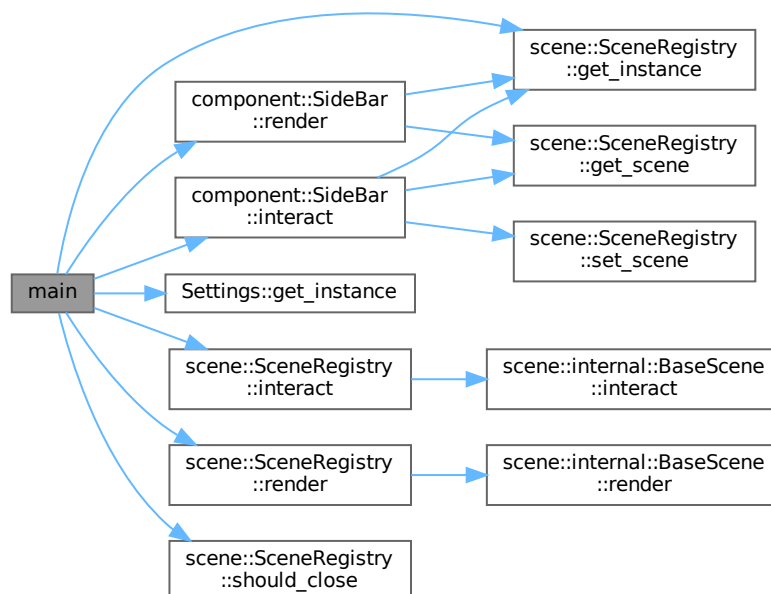 scene::SceneRegistry
::get_instance
component::SideBar
::render
scene::SceneRegistry
::get_scene
component::SideBar
::interact
scene::SceneRegistry
::set_scene
main
Settings::get_instance
scene::SceneRegistry
::interact
scene::internal::BaseScene
::interact
scene::SceneRegistry
::render
scene::internal::BaseScene
::render
scene::SceneRegistry
::should_close